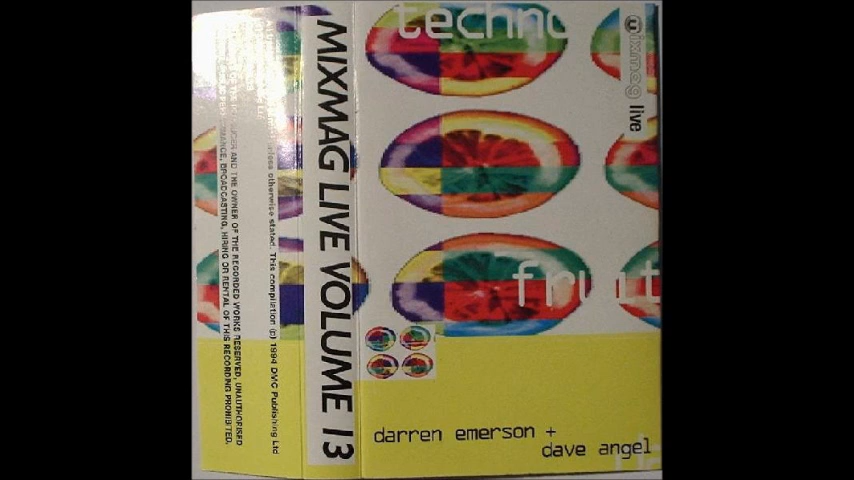 techno
mixmag live
fruit
darren emerson +
dave angel
MIXMAG LIVE VOLUME 13
unless otherwise stated. This compilation (p) 1994 DMC Publishing Ltd
AND THE OWNER OF THE RECORDED WORKS RESERVED, UNAUTHORISED
BROADCASTING, HIRING OR RENTAL OF THIS RECORDING PROHIBITED.